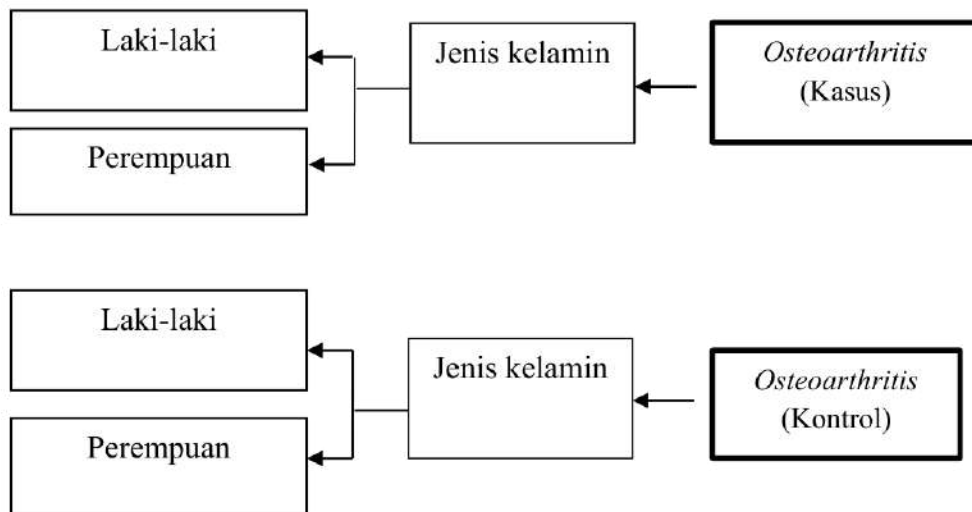 Laki-laki
Jenis kelamin
Osteoarthritis
(Kasus)
Perempuan
Laki-laki
Jenis kelamin
Osteoarthritis
(Kontrol)
Perempuan